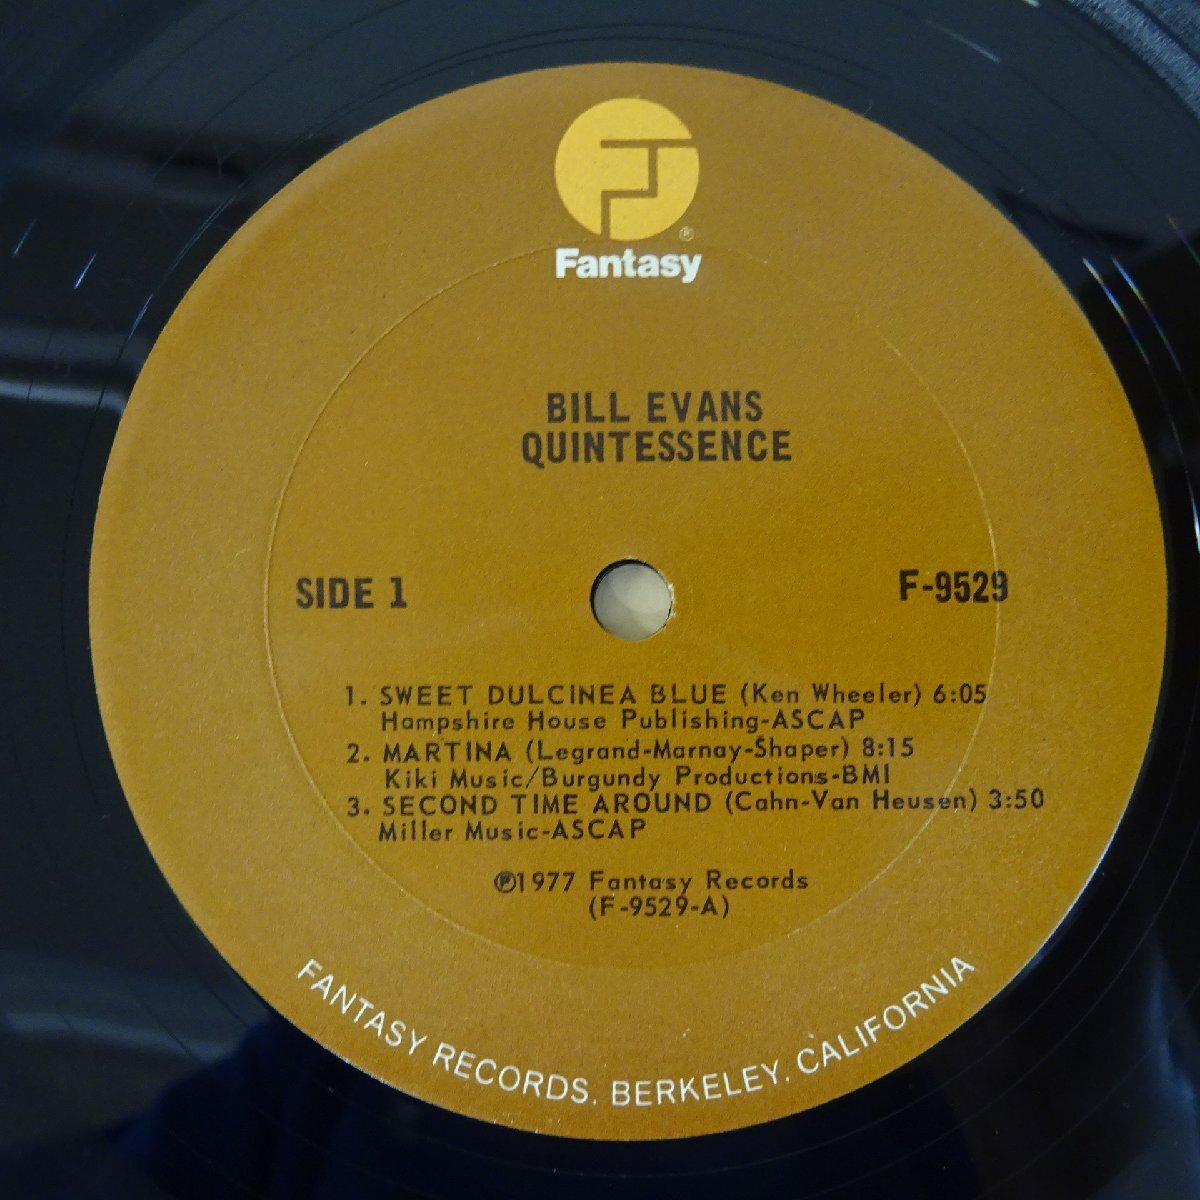 Fantasy
®
BILL EVANS
QUINTESSENCE
SIDE 1
F-9529
1. SWEET DULCINEA BLUE (Ken Wheeler) 6:05
Hampshire House Publishing-ASCAP
2. MARTINA (Legrand-Marnay-Shaper) 8:15
Kiki Music/Burgundy Productions-BMI
3. SECOND TIME AROUND (Cahn-Van Heusen) 3:50
Miller Music-ASCAP
℗1977 Fantasy Records
(F-9529-A)
FANTASY RECORDS. BERKELEY. CALIFORNIA